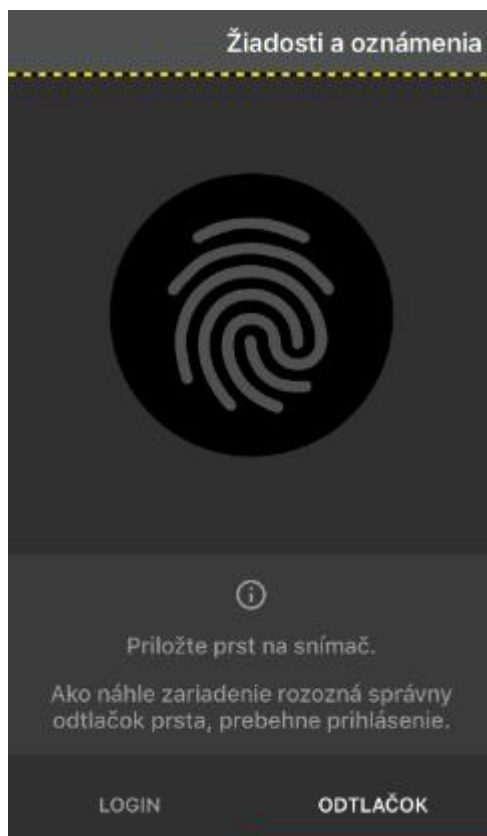 Žiadosti a oznámenia
Priložte prst na snímač.
Ako náhle zariadenie rozozná správny
odtlačok prsta, prebehne prihlásenie.
LOGIN
ODTLAČOK